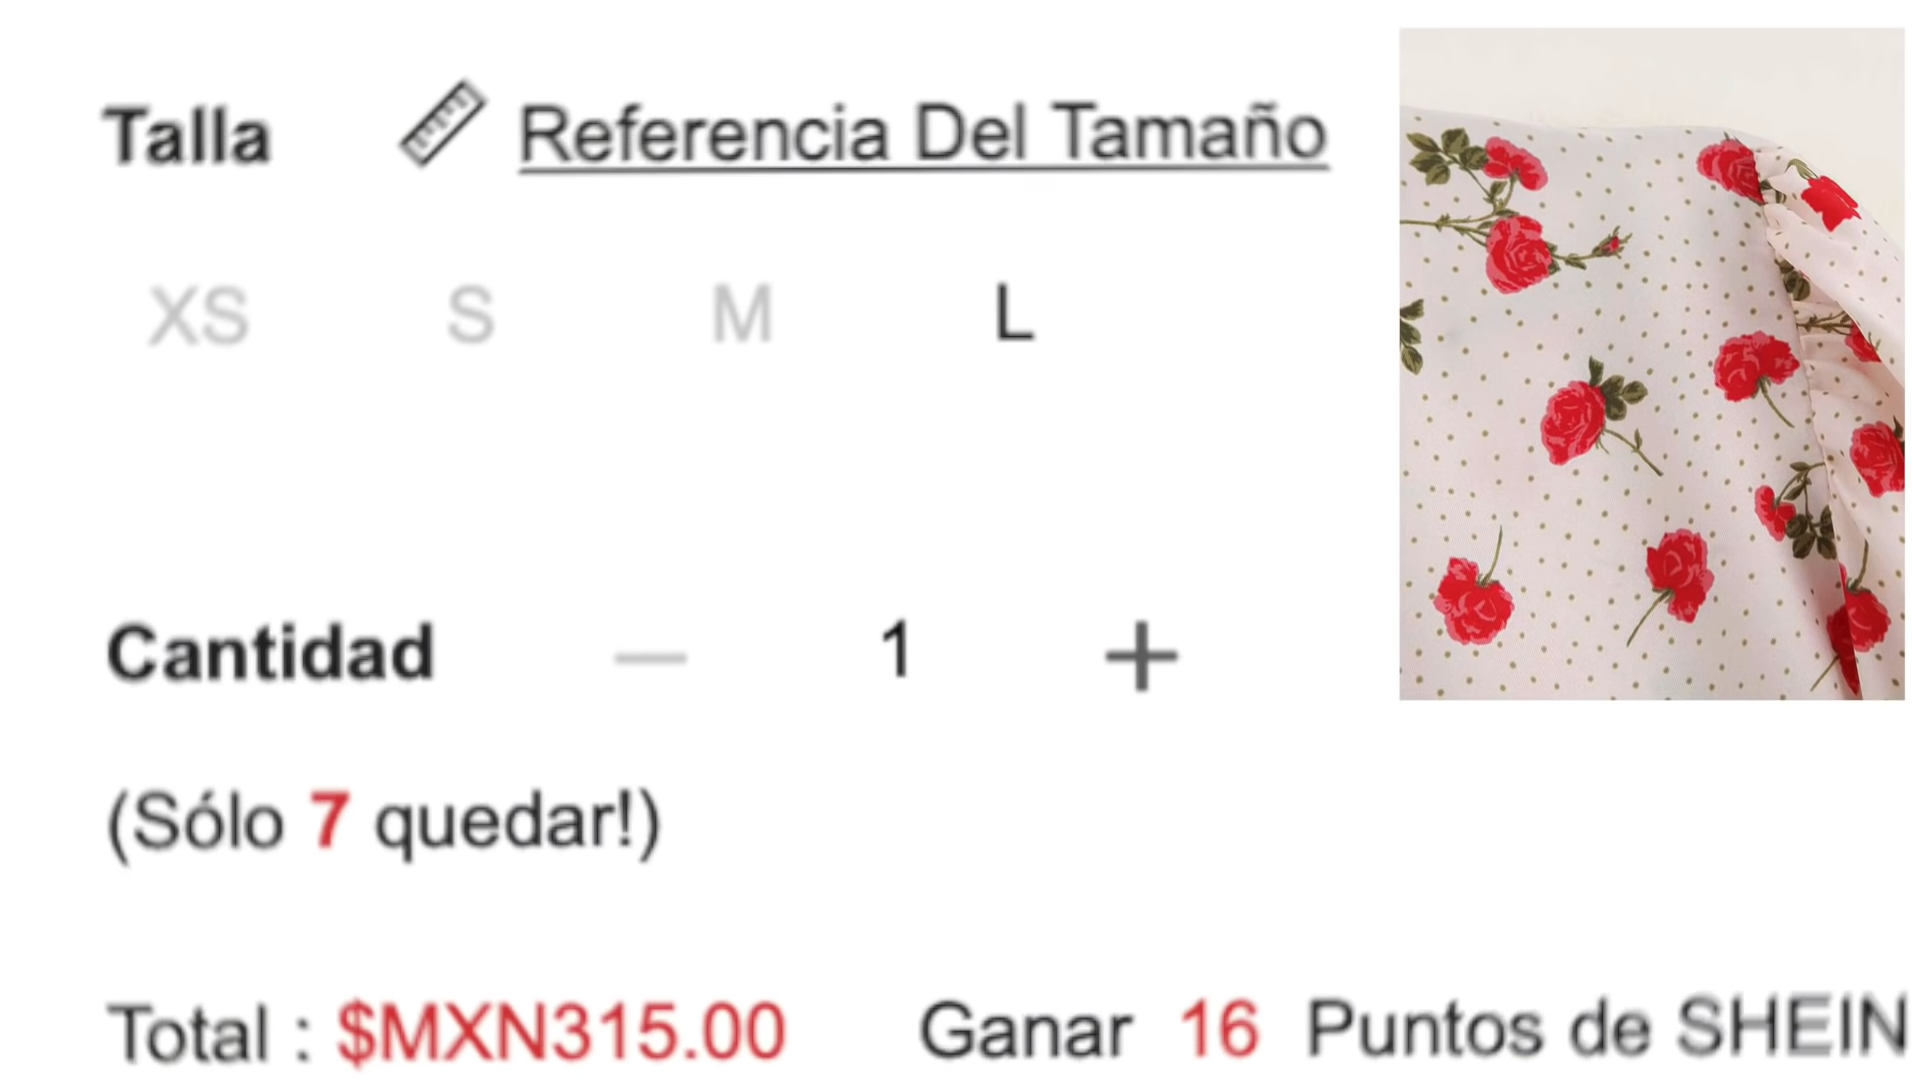 Talla Referencia Del Tamaño
XS S M L
Cantidad — 1 +
(Sólo 7 quedar!)
Total : $MXN315.00 Ganar 16 Puntos de SHEIN